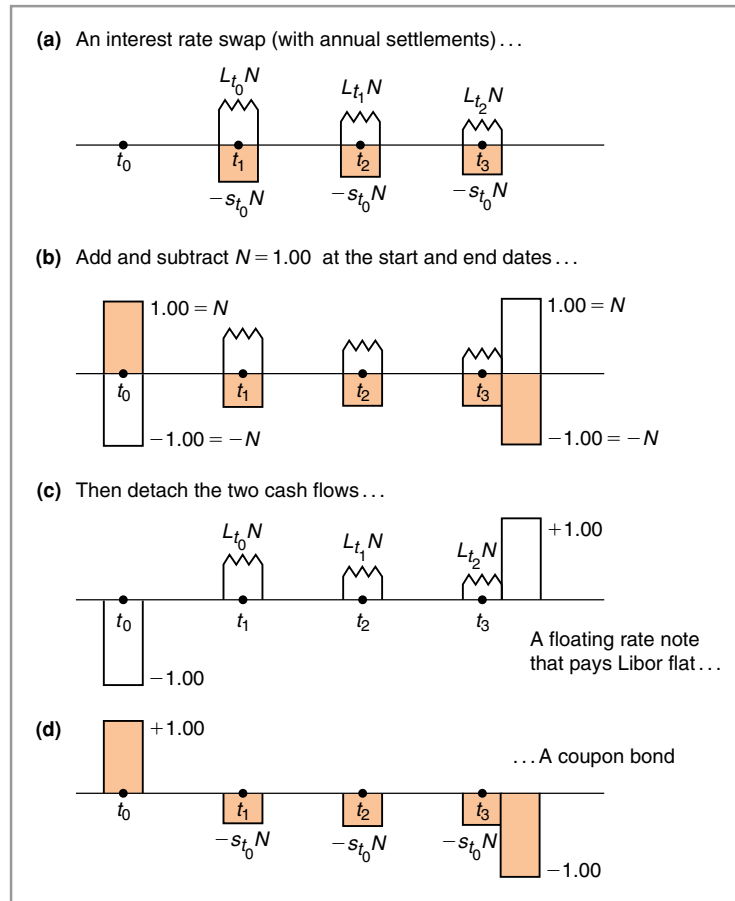 (a) An interest rate swap (with annual settlements)...
L_{t_0}N L_{t_1}N L_{t_2}N
t_0 t_1 t_2 t_3
−s_{t_0}N −s_{t_0}N −s_{t_0}N
(b) Add and subtract N = 1.00 at the start and end dates...
1.00 = N 1.00 = N
t_0 t_1 t_2 t_3
−1.00 = −N −1.00 = −N
(c) Then detach the two cash flows...
L_{t_0}N L_{t_1}N L_{t_2}N +1.00
t_0 t_1 t_2 t_3
A floating rate note
that pays Libor flat...
−1.00
(d) +1.00
...A coupon bond
t_0 t_1 t_2 t_3
−s_{t_0}N −s_{t_0}N −s_{t_0}N
−1.00